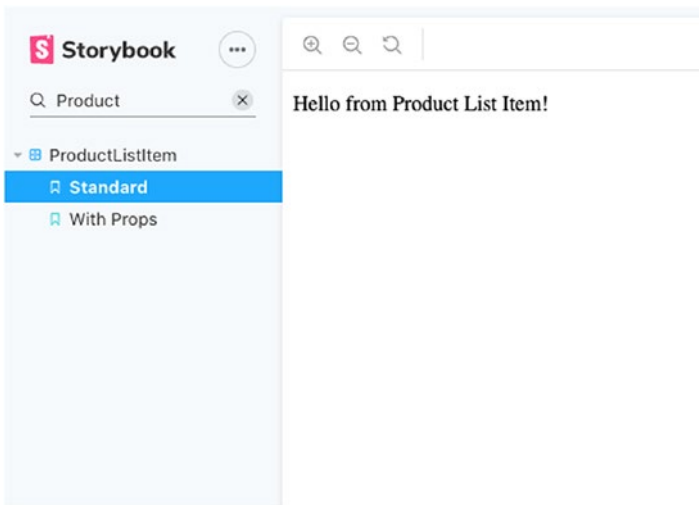 Storybook
Product
ProductListItem
Standard
With Props
Hello from Product List Item!